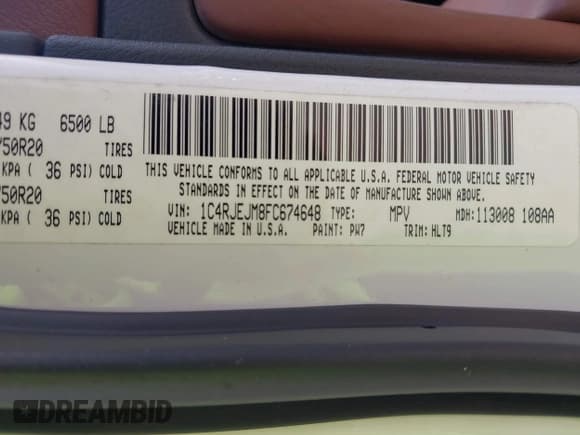 49 KG 6500 LB
/50R20 TIRES
KPA ( 36 PSI) COLD
/50R20 TIRES
KPA ( 36 PSI) COLD
THIS VEHICLE CONFORMS TO ALL APPLICABLE U.S.A. FEDERAL MOTOR VEHICLE SAFETY
STANDARDS IN EFFECT ON THE DATE OF MANUFACTURE SHOWN ABOVE.
VIN: 1C4RJEJM8FC674648 TYPE: MPV MDH:113008 108AA
VEHICLE MADE IN U.S.A. PAINT: PW7 TRIM: HLT9
DREAMBID